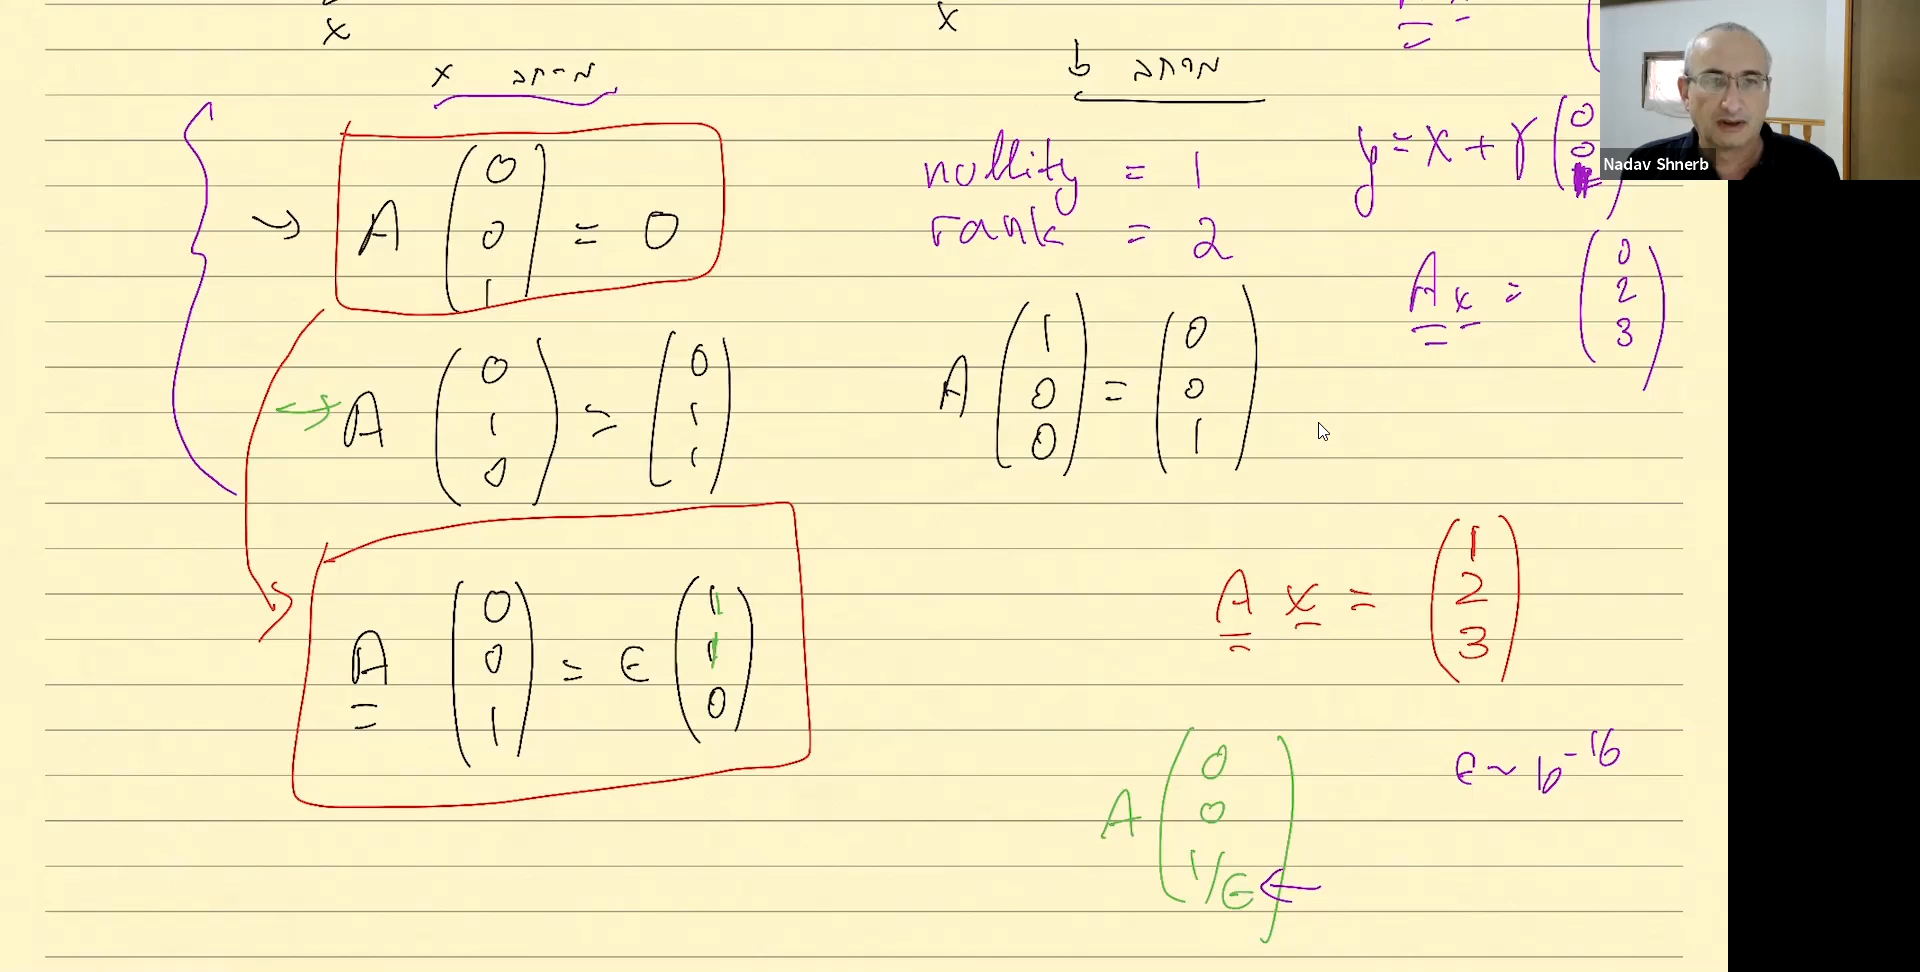 x
x
x מרחב
b מרחב
A (0 0 1) = 0
nullity = 1
rank = 2
y = x + γ (0 0
Nadav Shnerb
A x = (0 2 3)
A (0 1 0) = (0 1 1)
A (1 0 0) = (0 0 1)
A (0 0 1) = ϵ (1 1 0)
A x = (1 2 3)
A (0 0 1/ϵ)
ϵ ~ 10^-16